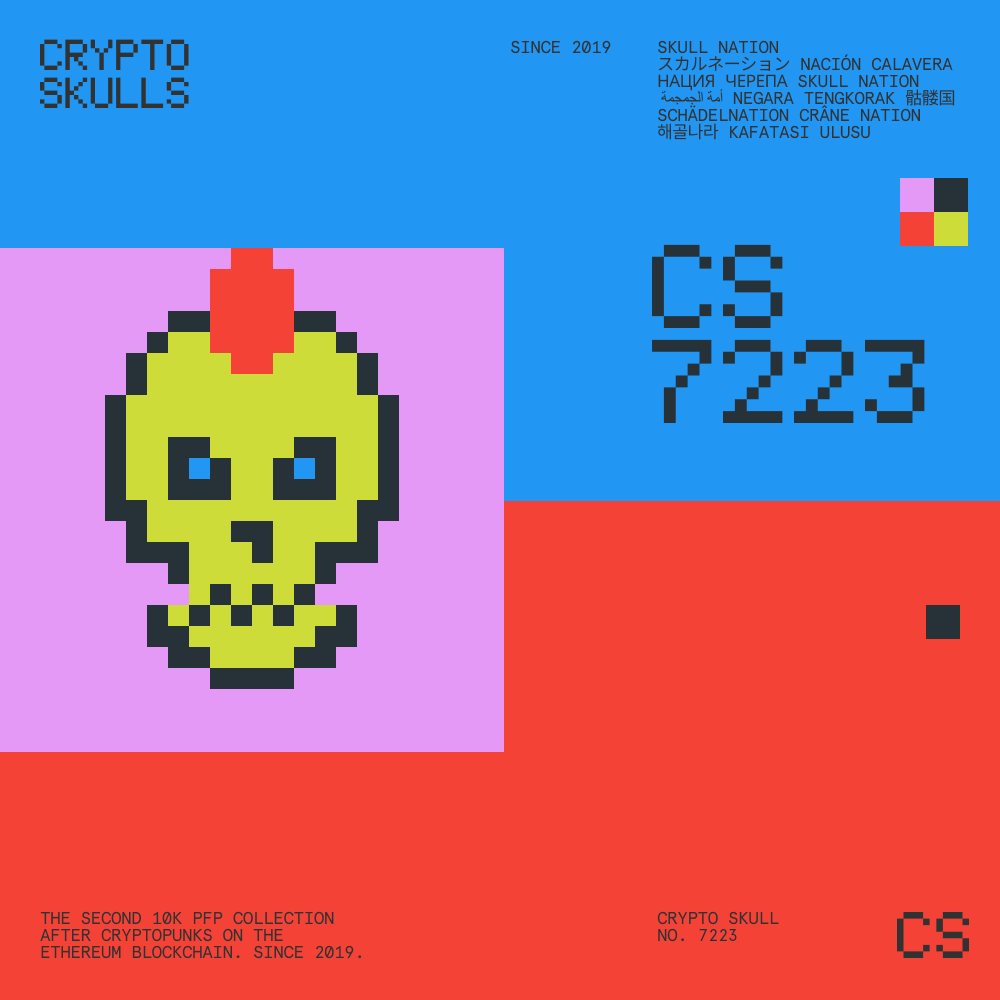 CRYPTO
SKULLS
SINCE 2019
SKULL NATION
スカルネーション NACIÓN CALAVERA
НАЦИЯ ЧЕРЕПА SKULL NATION
أمة الجمجمة NEGARA TENGKORAK 骷髅国
SCHÄDELNATION CRÂNE NATION
해골나라 KAFATASI ULUSU
CS
7223
THE SECOND 10K PFP COLLECTION
AFTER CRYPTOPUNKS ON THE
ETHEREUM BLOCKCHAIN. SINCE 2019.
CRYPTO SKULL
NO. 7223
CS